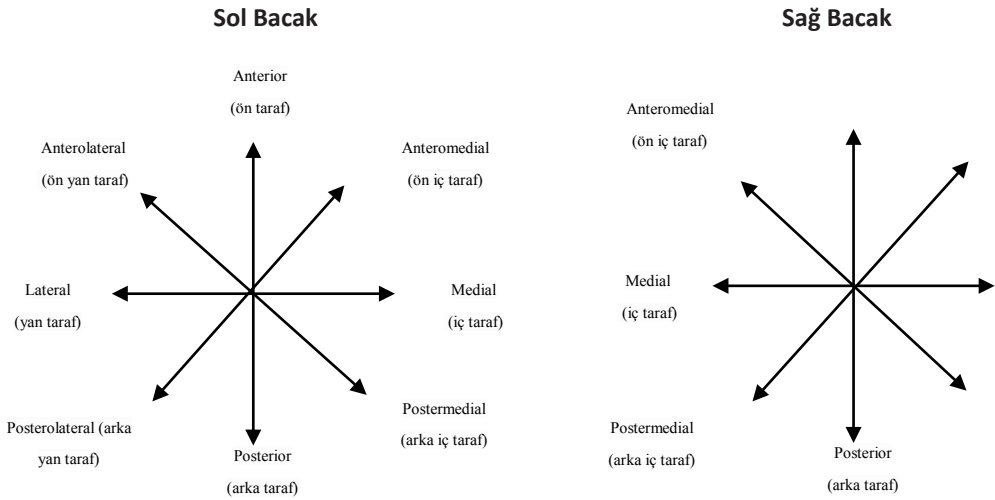 Sol Bacak
Anterior
(ön taraf)
Anterolateral
(ön yan taraf)
Anteromedial
(ön iç taraf)
Lateral
(yan taraf)
Medial
(iç taraf)
Posterolateral (arka
yan taraf)
Postermedial
(arka iç taraf)
Posterior
(arka taraf)
Sağ Bacak
Anteromedial
(ön iç taraf)
Medial
(iç taraf)
Postermedial
(arka iç taraf)
Posterior
(arka taraf)